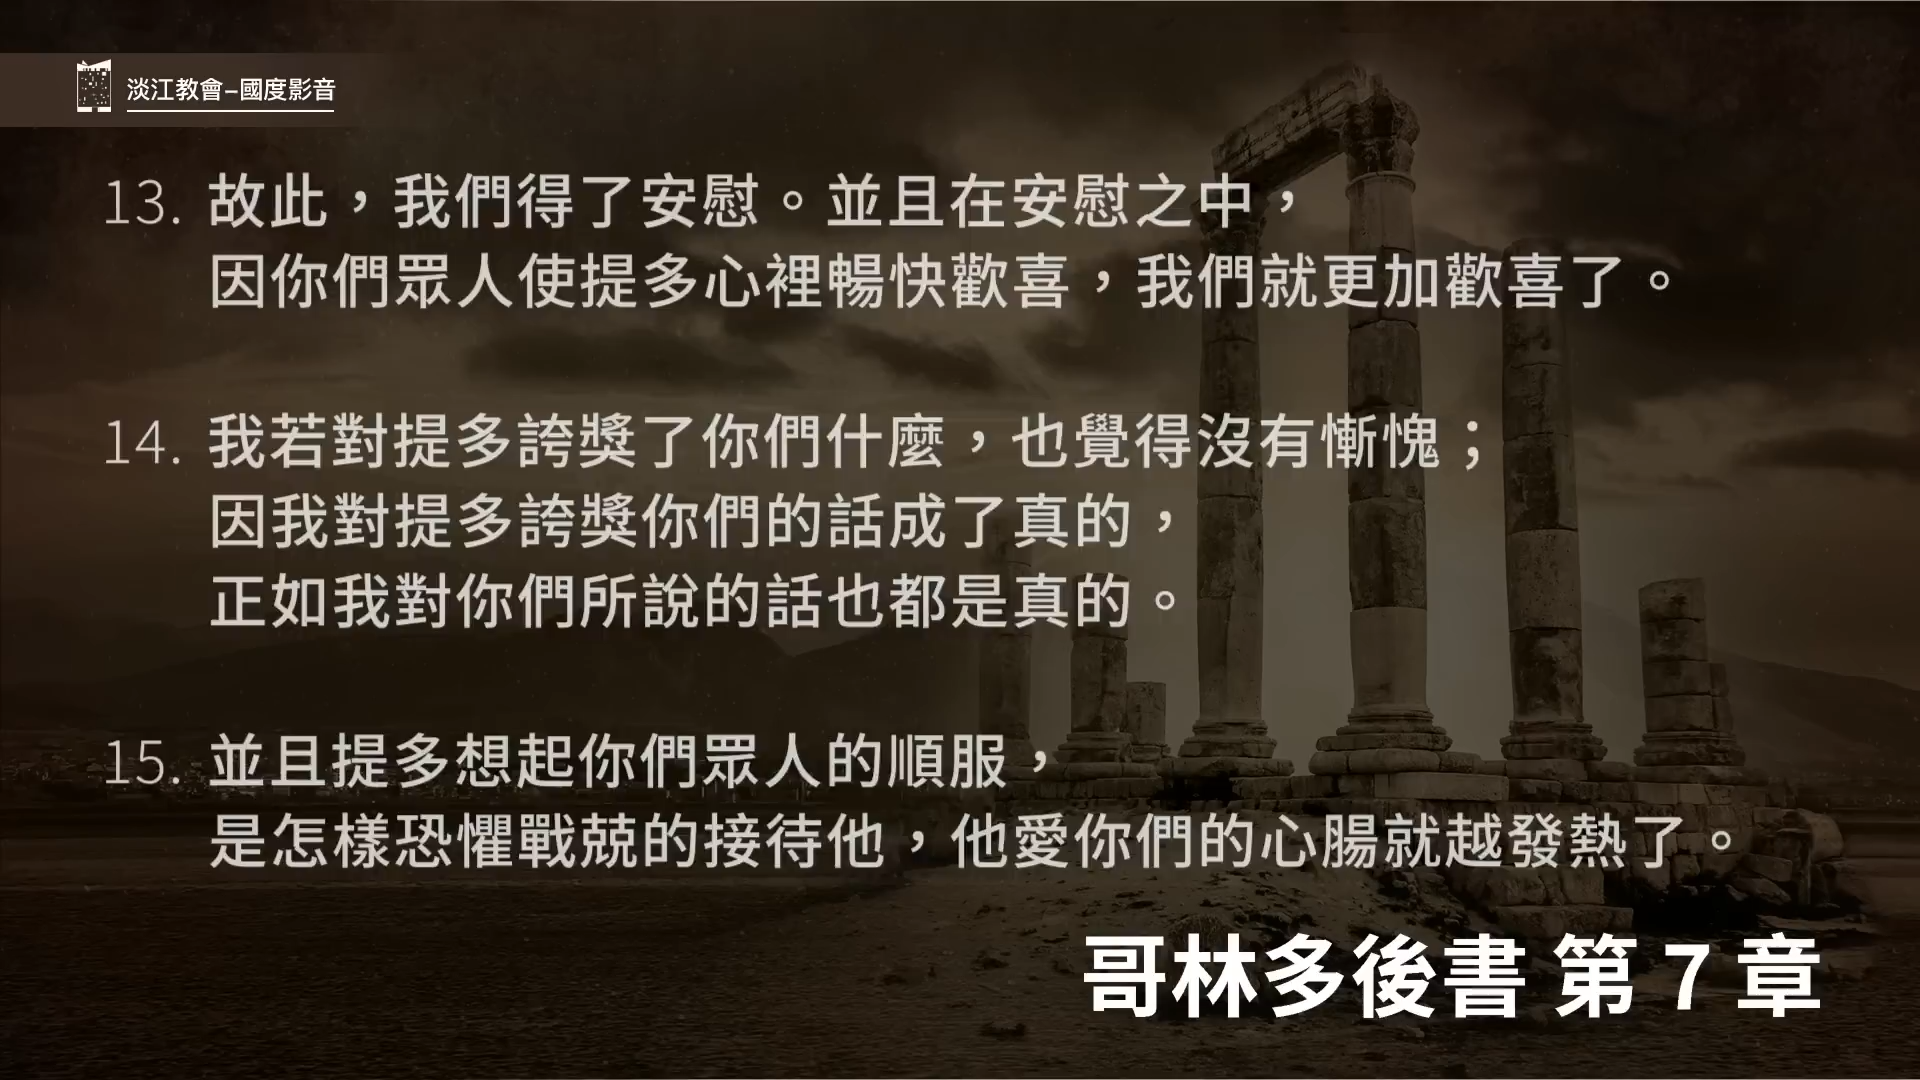 淡江教會–國度影音
13. 故此，我們得了安慰。並且在安慰之中，
因你們眾人使提多心裡暢快歡喜，我們就更加歡喜了。
14. 我若對提多誇獎了你們什麼，也覺得沒有慚愧；
因我對提多誇獎你們的話成了真的，
正如我對你們所說的話也都是真的。
15. 並且提多想起你們眾人的順服，
是怎樣恐懼戰兢的接待他，他愛你們的心腸就越發熱了。
哥林多後書 第 7 章